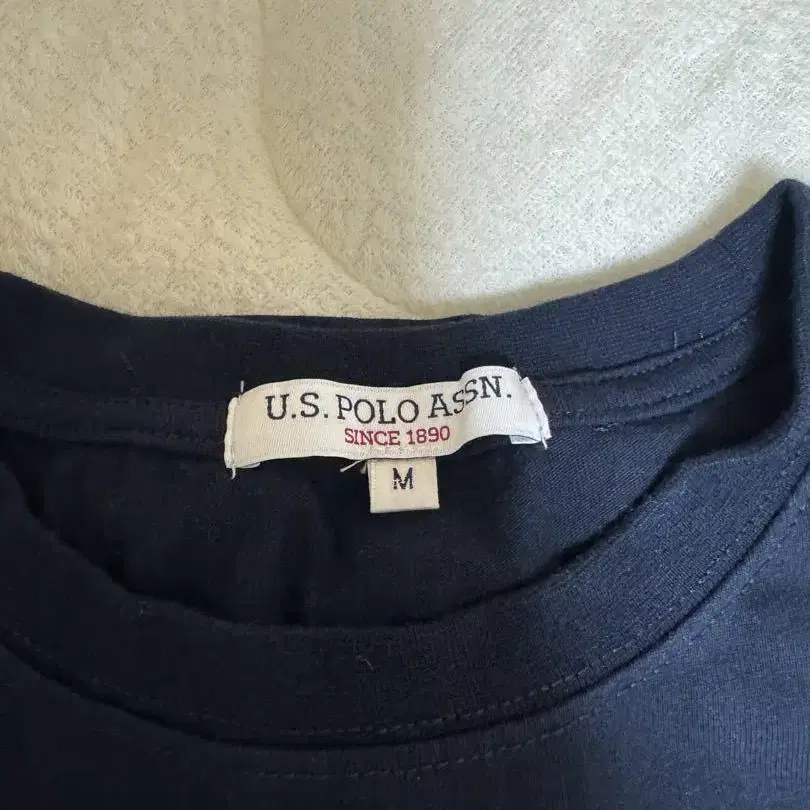 U.S. POLO ASSN.
SINCE 1890
M